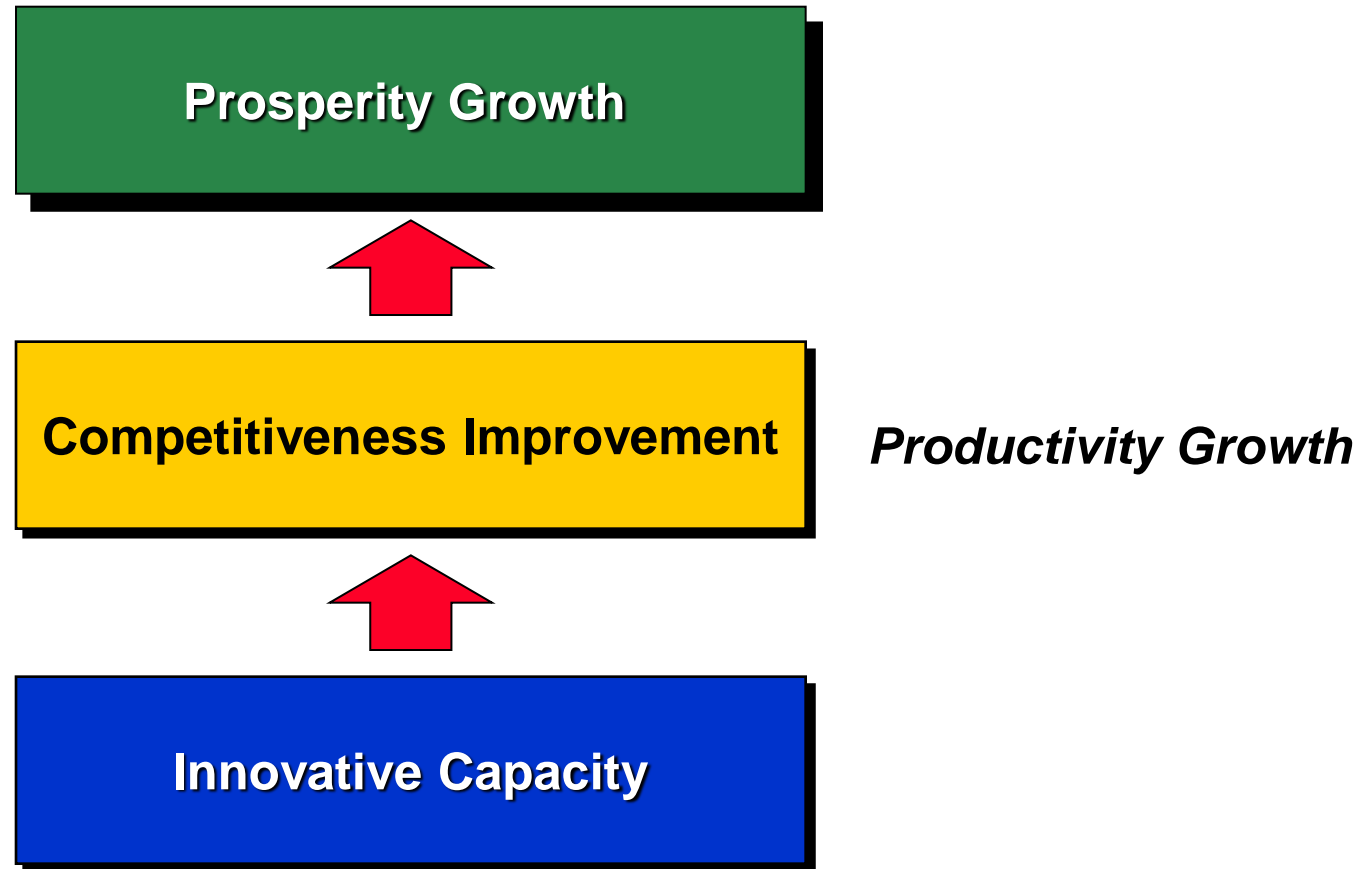 Prosperity Growth
Competitiveness Improvement
Productivity Growth
Innovative Capacity